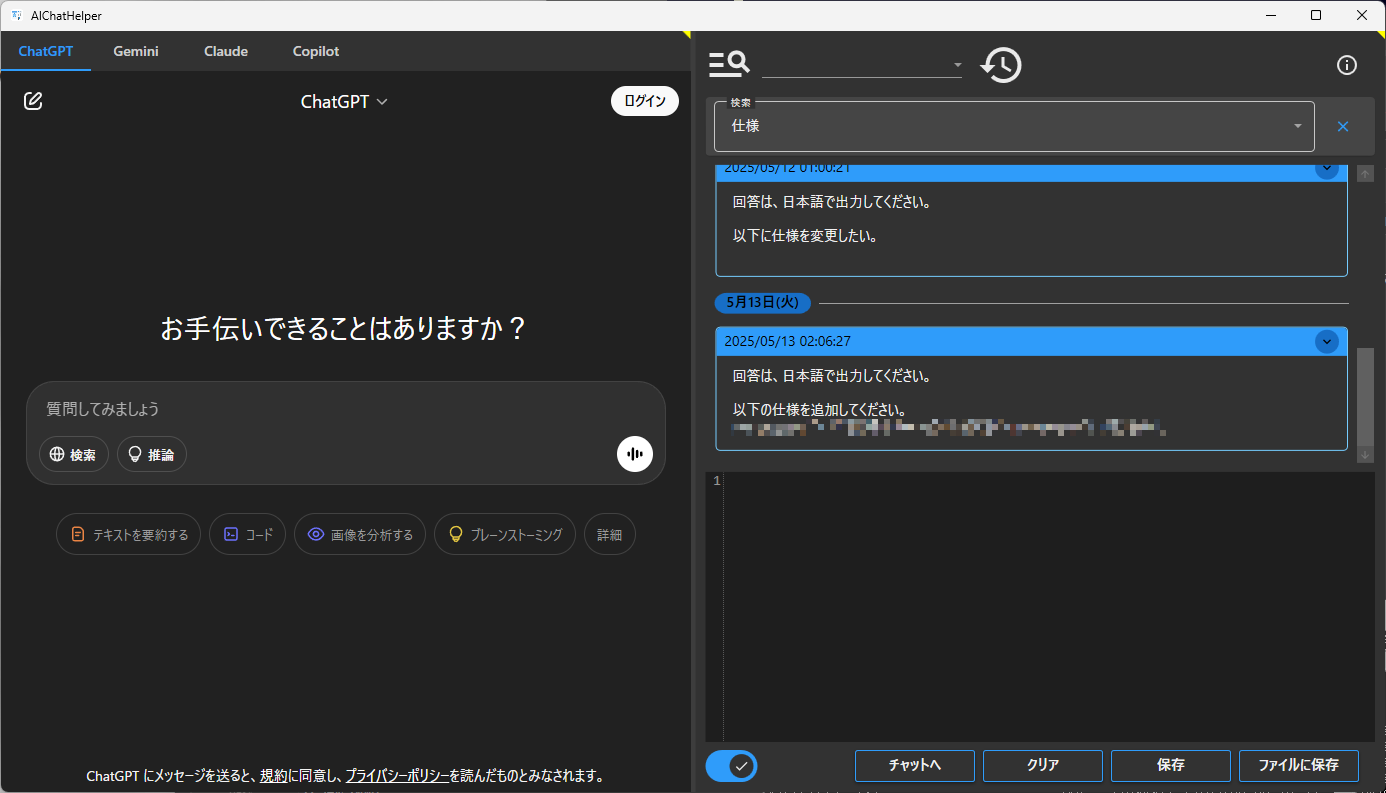 AIChatHelper
ChatGPT
Gemini
Claude
Copilot
ChatGPT
ログイン
お手伝いできることはありますか？
質問してみましょう
検索
推論
テキストを要約する
コード
画像を分析する
ブレーンストーミング
詳細
ChatGPT にメッセージを送ると、規約に同意し、プライバシーポリシーを読んだものとみなされます。
検索
仕様
2025/05/12 01:00:21
回答は、日本語で出力してください。
以下に仕様を変更したい。
5月13日(火)
2025/05/13 02:06:27
回答は、日本語で出力してください。
以下の仕様を追加してください。
1
チャットへ
クリア
保存
ファイルに保存